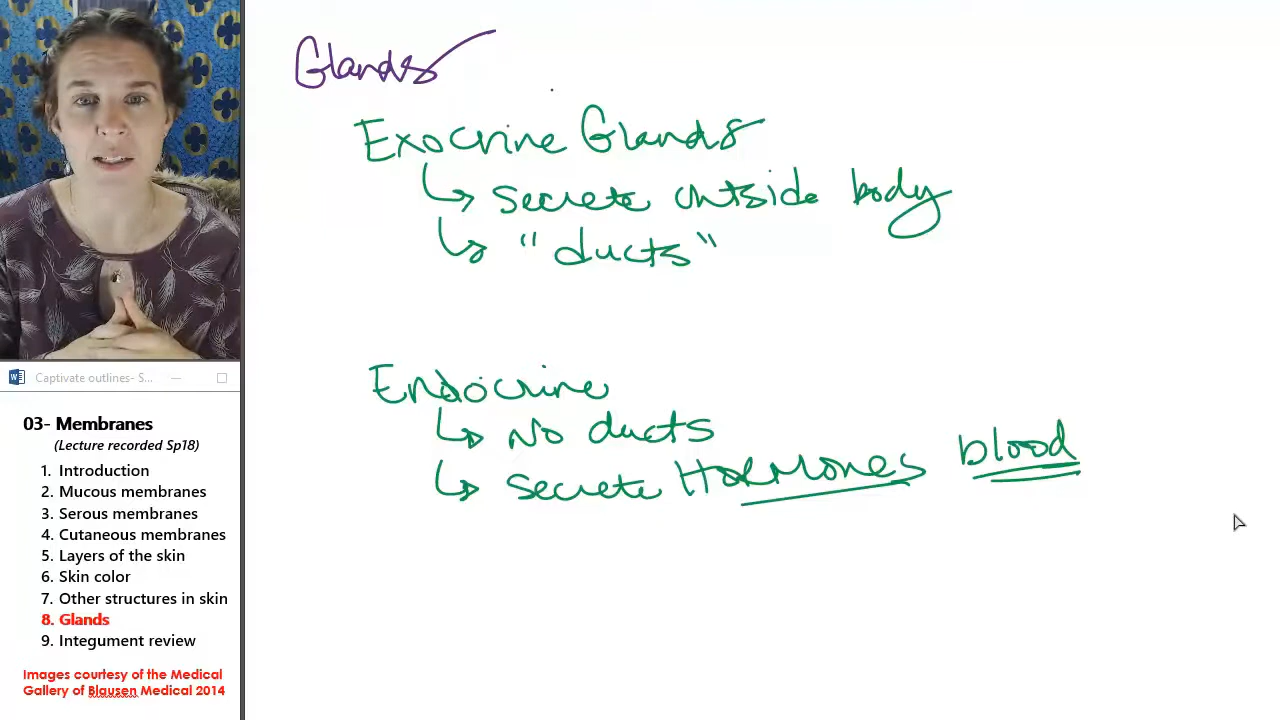 Glands
Exocrine Glands
↳ secrete outside body
↳ "ducts"
Endocrine
↳ No ducts
↳ secrete Hormones blood
Captivate outlines- S...
03- Membranes
(Lecture recorded Sp18)
1. Introduction
2. Mucous membranes
3. Serous membranes
4. Cutaneous membranes
5. Layers of the skin
6. Skin color
7. Other structures in skin
8. Glands
9. Integument review
Images courtesy of the Medical
Gallery of Blausen Medical 2014